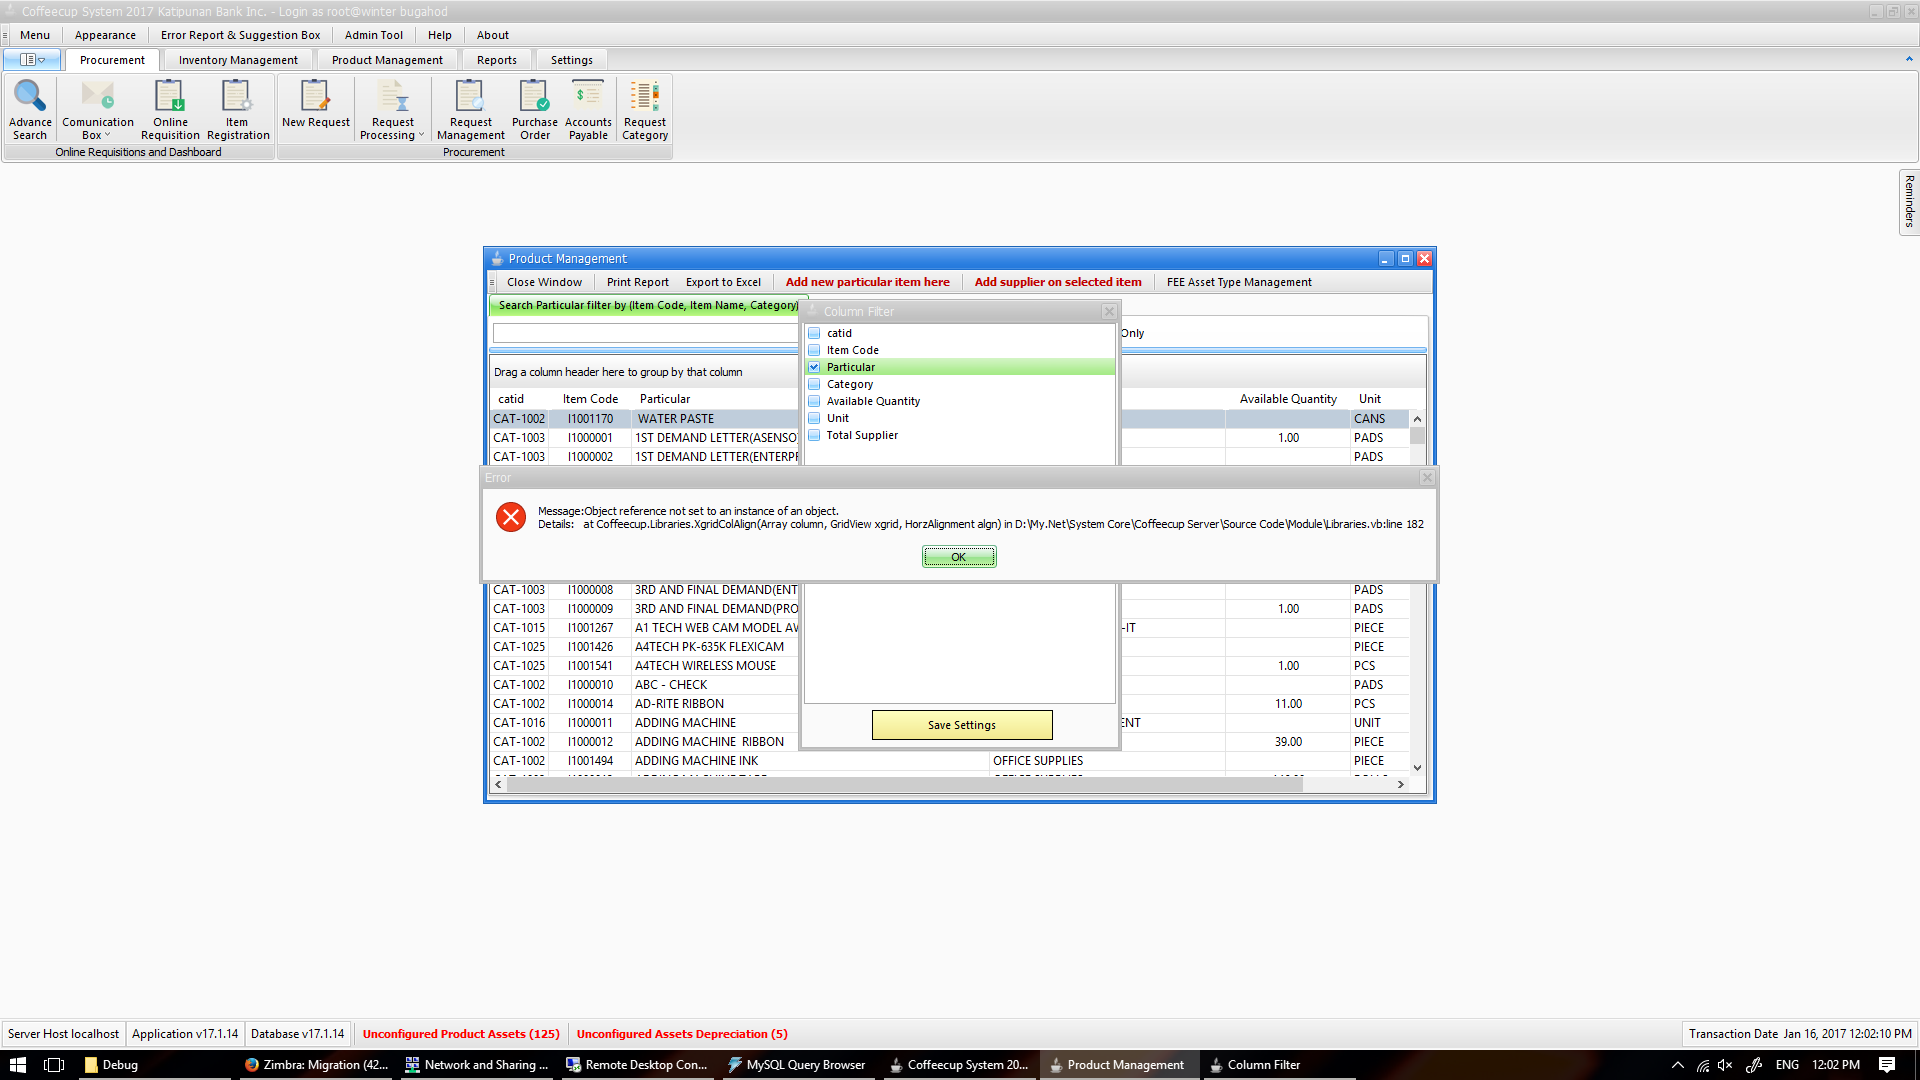 Coffeecup System 2017 Katipunan Bank Inc. - Login as root@winter bugahod
Menu Appearance Error Report & Suggestion Box Admin Tool Help About
Procurement Inventory Management Product Management Reports Settings
Advance Search
Comunication Box
Online Requisition
Item Registration
New Request
Request Processing
Request Management
Purchase Order
Accounts Payable
Request Category
Online Requisitions and Dashboard
Procurement
Reminders
Product Management
Close Window Print Report Export to Excel Add new particular item here Add supplier on selected item FEE Asset Type Management
Search Particular filter by (Item Code, Item Name, Category)
Only
Drag a column header here to group by that column
catid Item Code Particular Available Quantity Unit
CAT-1002 I1001170 WATER PASTE CANS
CAT-1003 I1000001 1ST DEMAND LETTER(ASENSO 1.00 PADS
CAT-1003 I1000002 1ST DEMAND LETTER(ENTERPR PADS
Column Filter
catid
Item Code
Particular
Category
Available Quantity
Unit
Total Supplier
Error
Message:Object reference not set to an instance of an object.
Details: at Coffeecup.Libraries.XgridColAlign(Array column, GridView xgrid, HorzAlignment algn) in D:\My.Net\System Core\Coffeecup Server\Source Code\Module\Libraries.vb:line 182
OK
CAT-1003 I1000008 3RD AND FINAL DEMAND(ENT PADS
CAT-1003 I1000009 3RD AND FINAL DEMAND(PRO 1.00 PADS
CAT-1015 I1001267 A1 TECH WEB CAM MODEL AW -IT PIECE
CAT-1025 I1001426 A4TECH PK-635K FLEXICAM PIECE
CAT-1025 I1001541 A4TECH WIRELESS MOUSE 1.00 PCS
CAT-1002 I1000010 ABC - CHECK PADS
CAT-1002 I1000014 AD-RITE RIBBON 11.00 PCS
CAT-1016 I1000011 ADDING MACHINE ENT UNIT
CAT-1002 I1000012 ADDING MACHINE RIBBON 39.00 PIECE
CAT-1002 I1001494 ADDING MACHINE INK OFFICE SUPPLIES PIECE
Save Settings
Server Host localhost Application v17.1.14 Database v17.1.14 Unconfigured Product Assets (125) Unconfigured Assets Depreciation (5) Transaction Date Jan 16, 2017 12:02:10 PM
Debug Zimbra: Migration (42... Network and Sharing ... Remote Desktop Con... MySQL Query Browser Coffeecup System 20... Product Management Column Filter ENG 12:02 PM